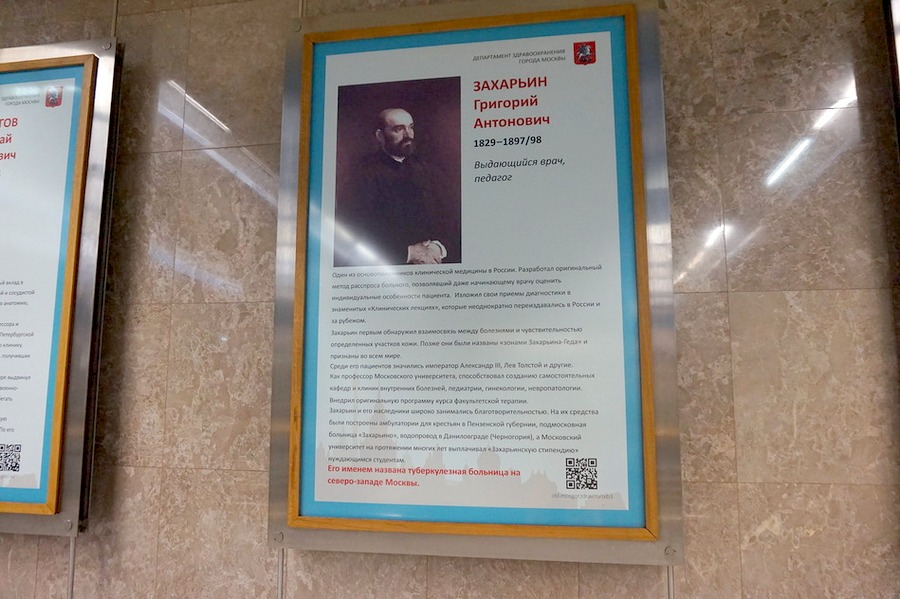 ДЕПАРТАМЕНТ ЗДРАВООХРАНЕНИЯ
ГОРОДА МОСКВЫ
ЗАХАРЬИН
Григорий
Антонович
1829–1897/98
Выдающийся врач,
педагог
Один из основоположников клинической медицины в России. Разработал оригинальный
метод расспроса больного, позволявший даже начинающему врачу оценить
индивидуальные особенности пациента. Изложил свои приемы диагностики в
знаменитых «Клинических лекциях», которые неоднократно переиздавались в России и
за рубежом.
Захарьин первым обнаружил взаимосвязь между болезнями и чувствительностью
определенных участков кожи. Позже они были названы «зонами Захарьина-Геда» и
признаны во всем мире.
Среди его пациентов значились император Александр III, Лев Толстой и другие.
Как профессор Московского университета, способствовал созданию самостоятельных
кафедр и клиник внутренних болезней, педиатрии, гинекологии, невропатологии.
Внедрил оригинальную программу курса факультетской терапии.
Захарьин и его наследники широко занимались благотворительностью. На их средства
были построены амбулатории для крестьян в Пензенской губернии, подмосковная
больница «Захарьино», водопровод в Даниловграде (Черногория), а Московский
университет на протяжении многих лет выплачивал «Захарьинскую стипендию»
нуждающимся студентам.
Его именем названа туберкулезная больница на
северо-западе Москвы.